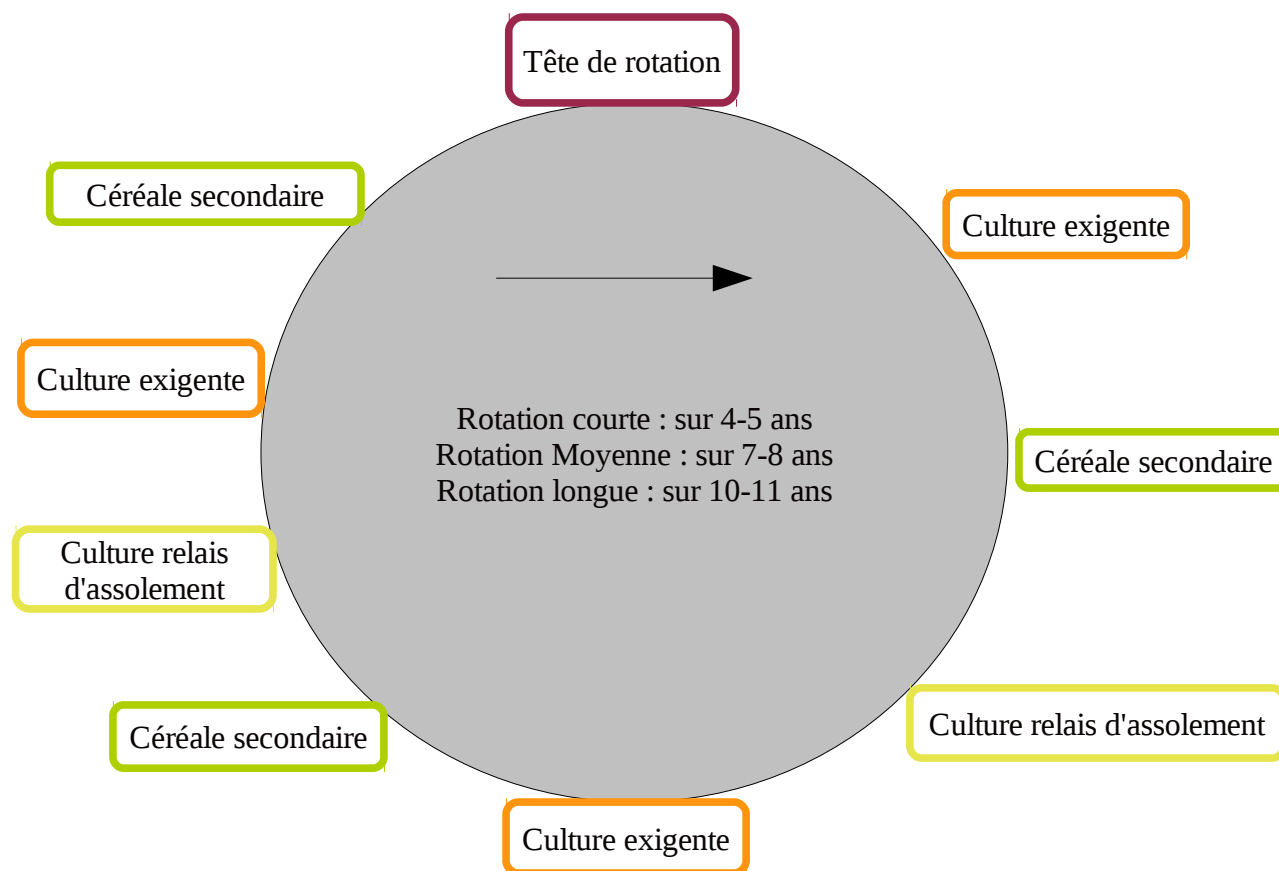 Tête de rotation
Culture exigente
Céréale secondaire
Culture relais d'assolement
Culture exigente
Céréale secondaire
Culture relais
d'assolement
Culture exigente
Céréale secondaire
Rotation courte : sur 4-5 ans
Rotation Moyenne : sur 7-8 ans
Rotation longue : sur 10-11 ans